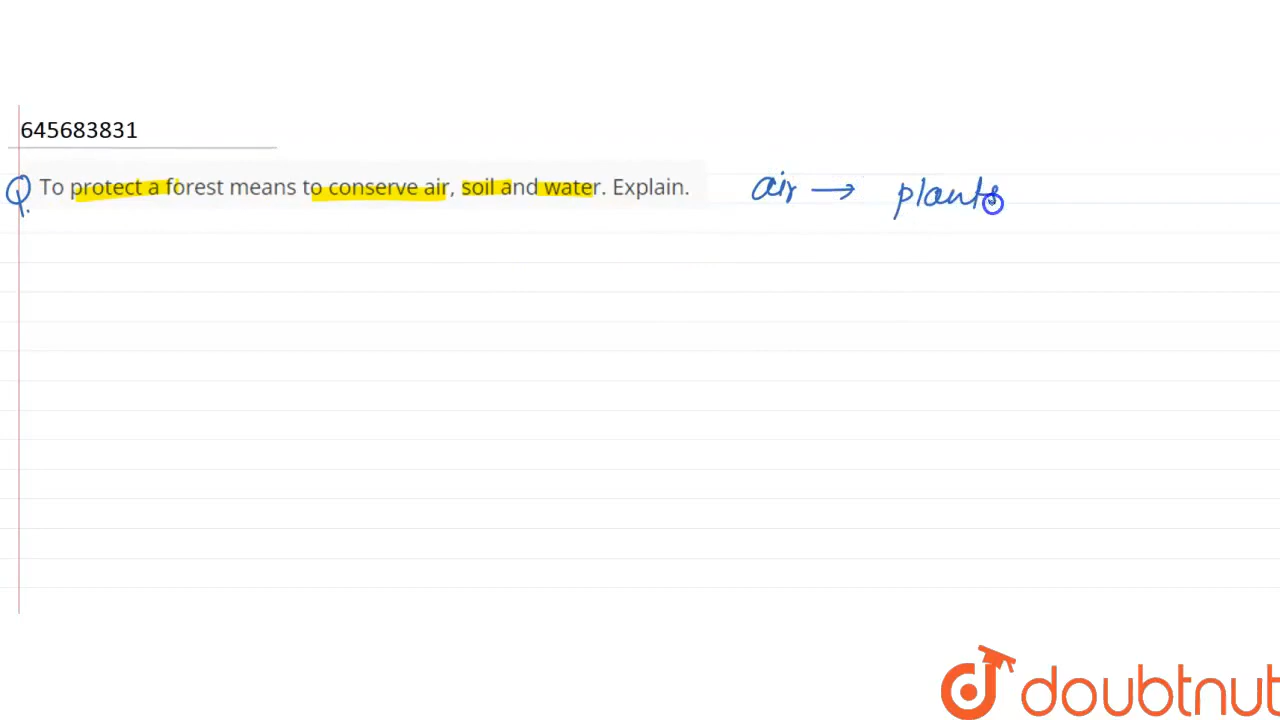 645683831
Q. To protect a forest means to conserve air, soil and water. Explain. air → plants
doubtnut